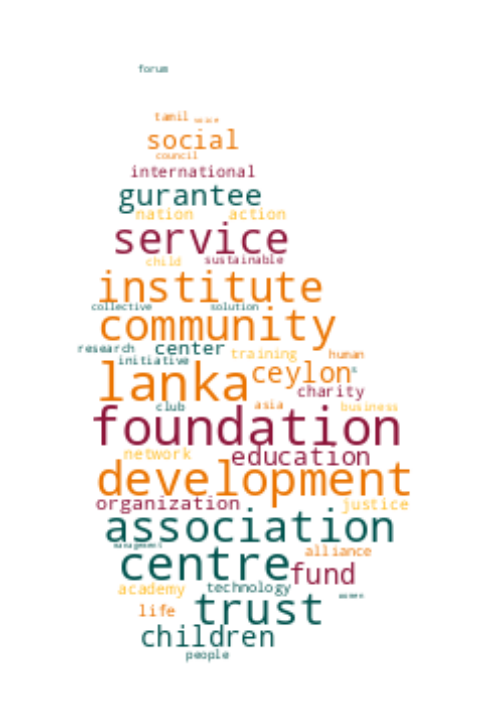 forum
tamil voice
social
council
international
gurantee
nation action
service
child sustainable
institute
collective solution
community
research center training human
initiative
lanka ceylon s
charity
club asia business
foundation
network education
development
organization justice
association
management
centre alliance
fund
academy technology
women
life trust
children
people